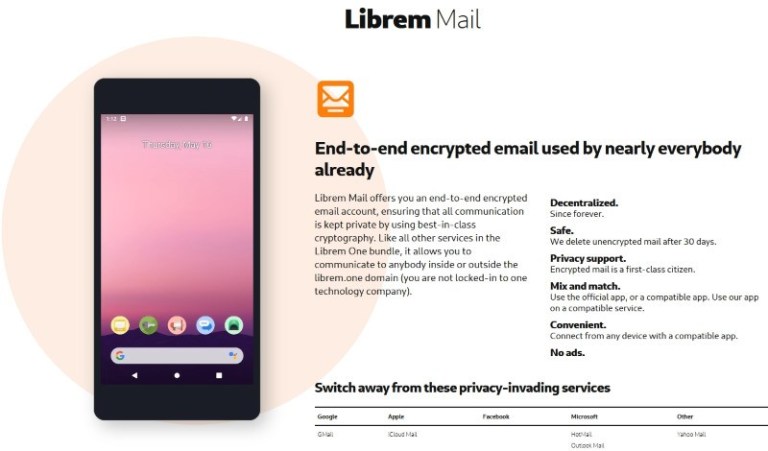 Librem Mail
7:13
Thursday, May 16
G
End-to-end encrypted email used by nearly everybody
already
Librem Mail offers you an end-to-end encrypted
email account, ensuring that all communication
is kept private by using best-in-class
cryptography. Like all other services in the
Librem One bundle, it allows you to
communicate to anybody inside or outside the
librem.one domain (you are not locked-in to one
technology company).
Decentralized.
Since forever.
Safe.
We delete unencrypted mail after 30 days.
Privacy support.
Encrypted mail is a first-class citizen.
Mix and match.
Use the official app, or a compatible app. Use our app
on a compatible service.
Convenient.
Connect from any device with a compatible app.
No ads.
Switch away from these privacy-invading services
Google Apple Facebook Microsoft Other
GMail iCloud Mail HotMail Yahoo Mail
Outlook Mail